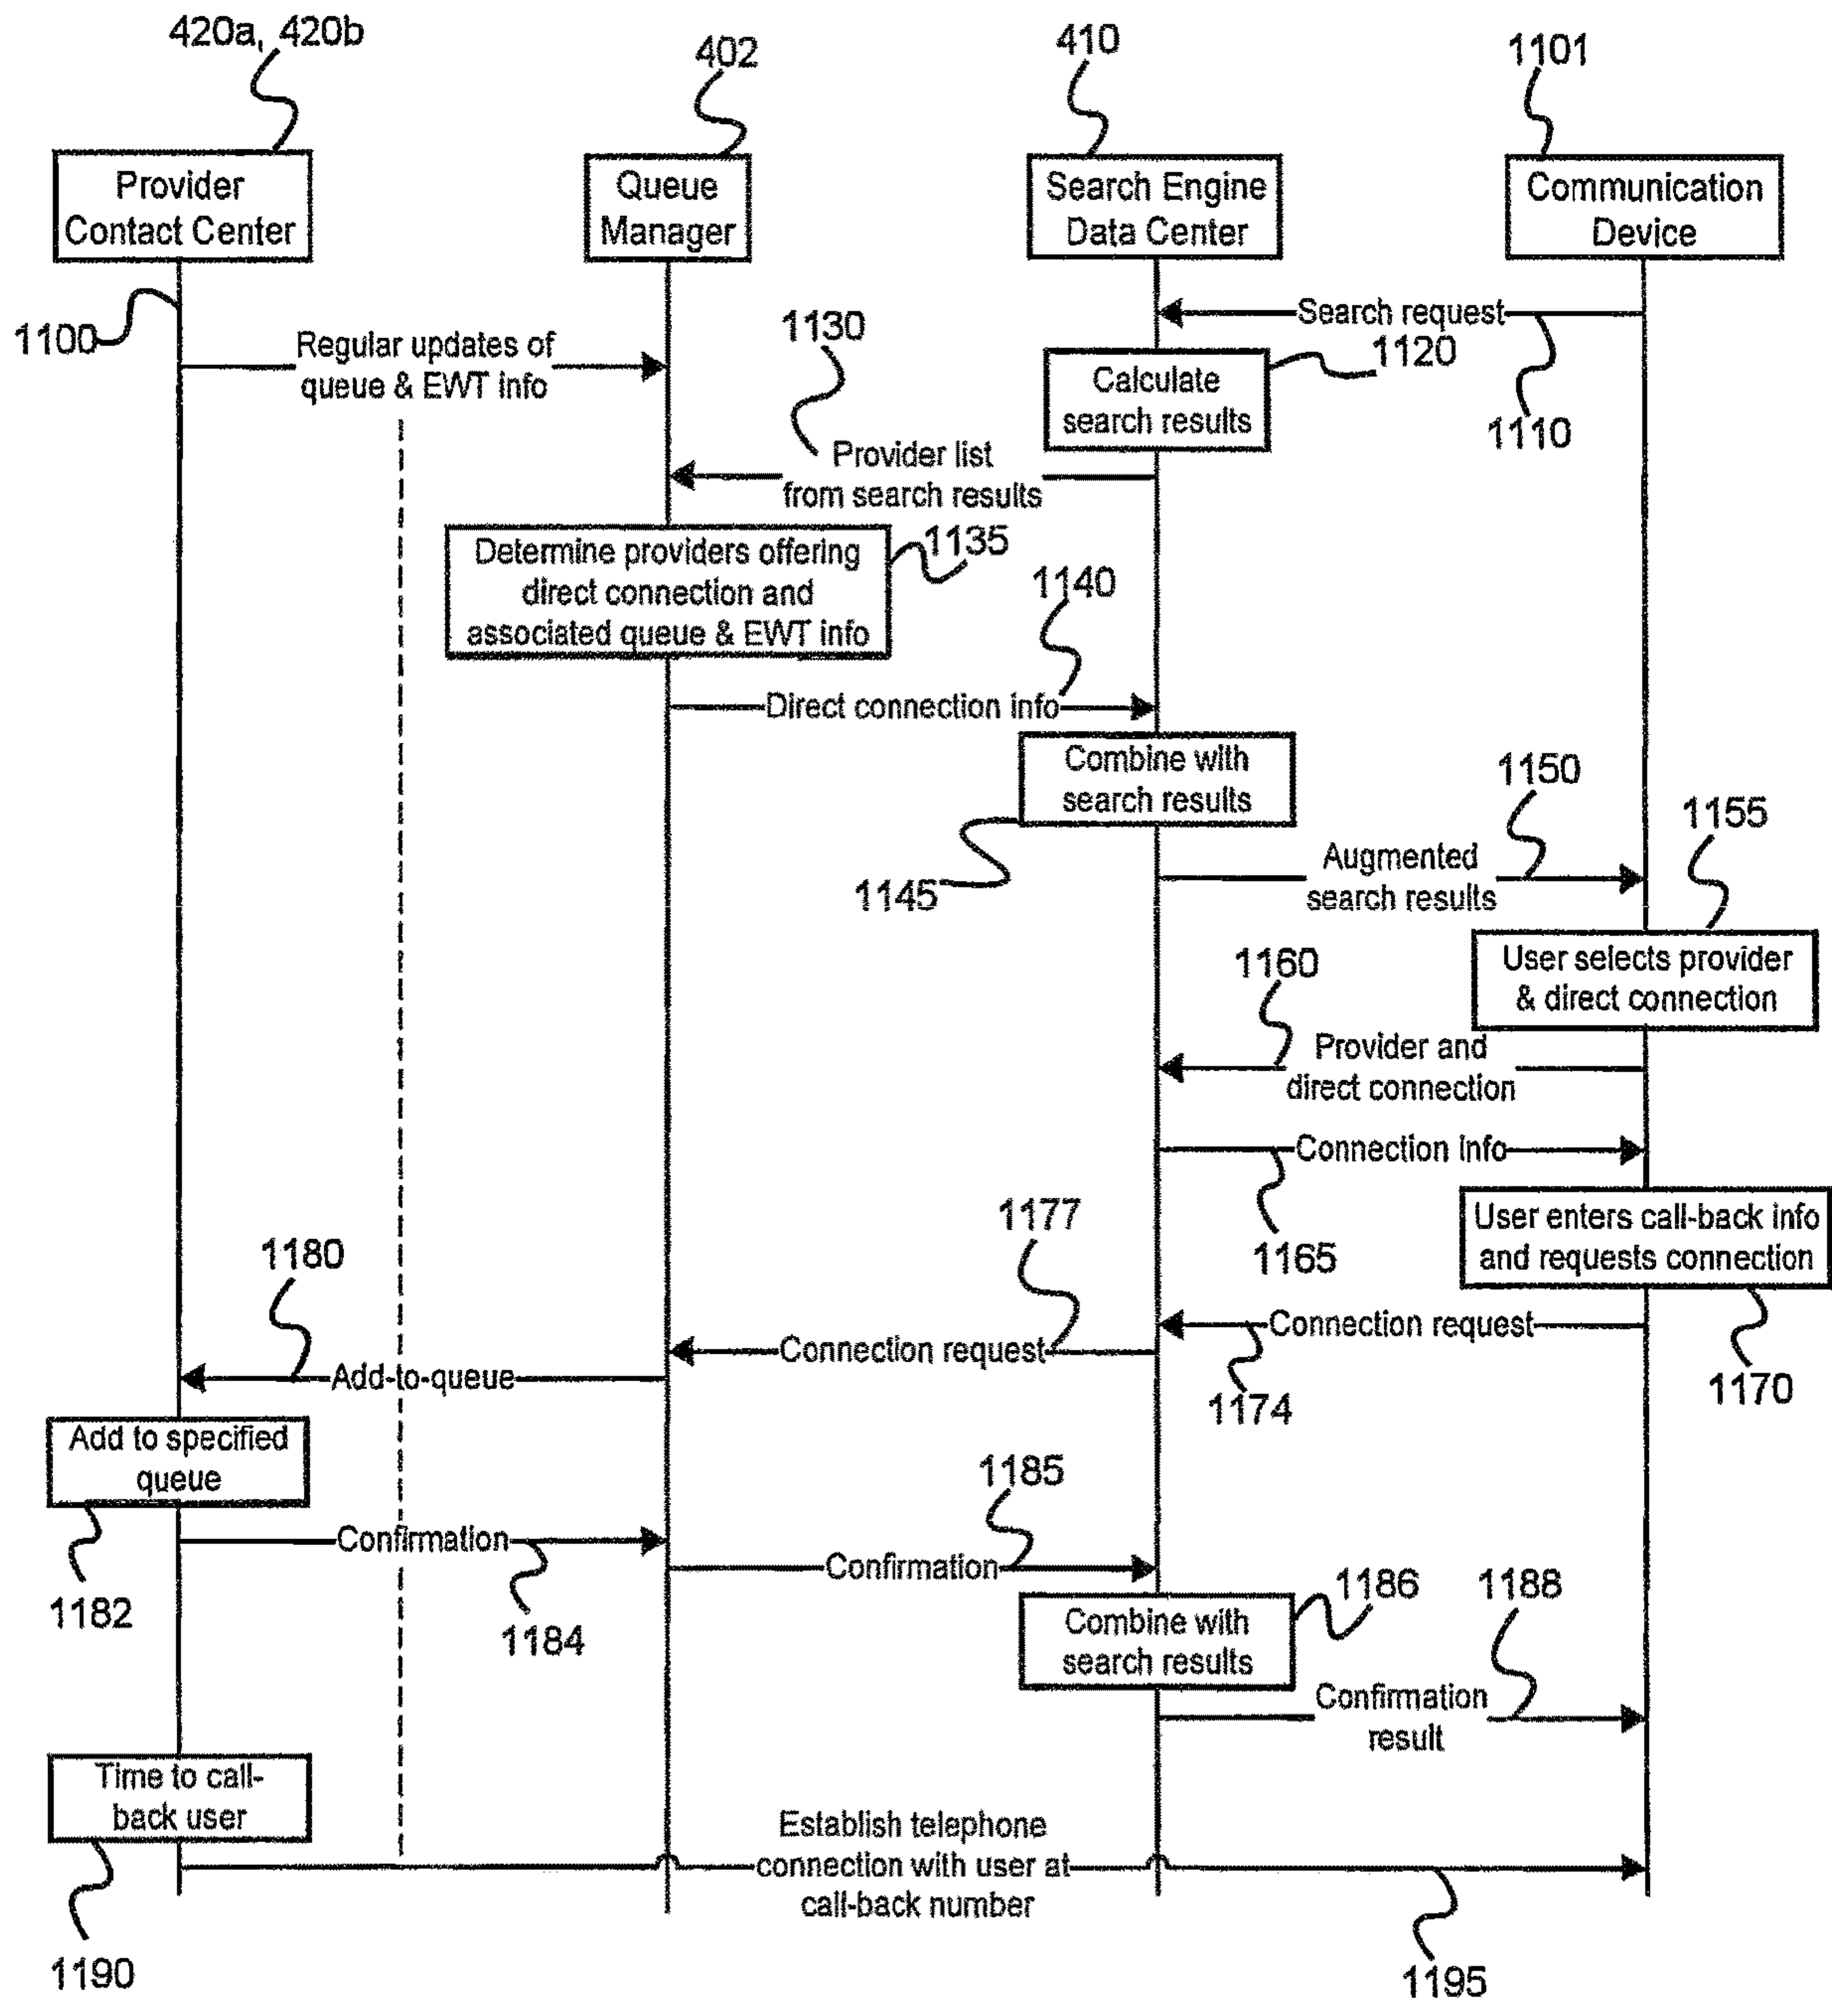 420a, 420b
402
410
1101
Provider
Contact Center
Queue
Manager
Search Engine
Data Center
Communication
Device
1100
Regular updates of
queue & EWT info
1130
Search request
1120
Calculate
search results
1110
Provider list
from search results
Determine providers offering
direct connection and
associated queue & EWT info
1135
1140
Direct connection info
Combine with
search results
1145
1150
Augmented
search results
1155
User selects provider
& direct connection
1160
Provider and
direct connection
Connection info
1165
User enters call-back info
and requests connection
1170
1177
Connection request
1174
Connection request
1180
Add-to-queue
Add to specified
queue
1182
Confirmation
1184
1185
Confirmation
Combine with
search results
1186
1188
Confirmation
result
Time to call-
back user
1190
Establish telephone
connection with user at
call-back number
1195